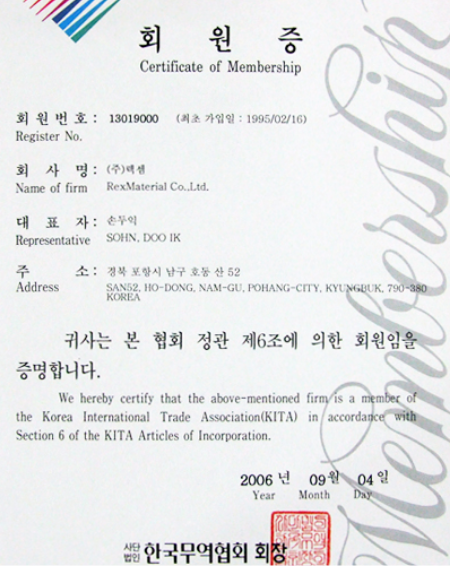 회 원 증
Certificate of Membership
회 원 번 호 : 13019000 (최초 가입일 : 1995/02/16)
Register No.
회 사 명 : (주)렉셈
Name of firm RexMaterial Co.,Ltd.
대 표 자 : 손두익
Representative SOHN, DOO IK
주 소 : 경북 포항시 남구 호동 산 52
Address SAN52, HO-DONG, NAM-GU, POHANG-CITY, KYUNGBUK, 790-380
KOREA
귀사는 본 협회 정관 제6조에 의한 회원임을
증명합니다.
We hereby certify that the above-mentioned firm is a member of
the Korea International Trade Association(KITA) in accordance with
Section 6 of the KITA Articles of Incorporation.
2006 년 09 월 04 일
Year Month Day
사단법인 한국무역협회 회장
Membership